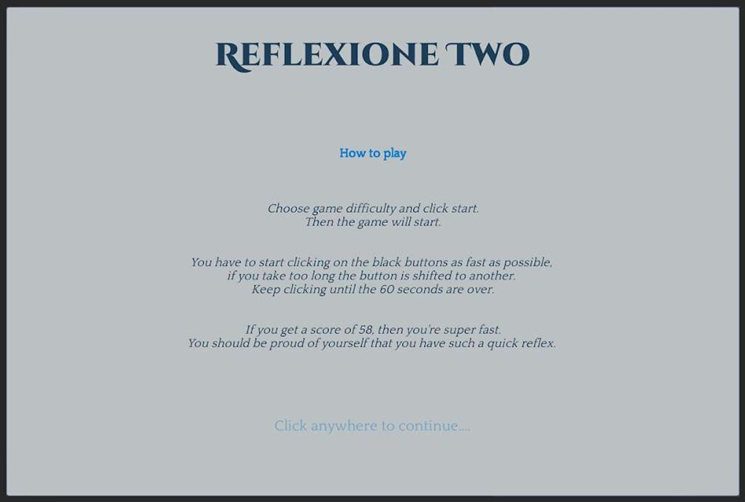 Reflexione Two
How to play
Choose game difficulty and click start.
Then the game will start.
You have to start clicking on the black buttons as fast as possible,
if you take too long the button is shifted to another.
Keep clicking until the 60 seconds are over.
If you get a score of 58, then you're super fast.
You should be proud of yourself that you have such a quick reflex.
Click anywhere to continue....